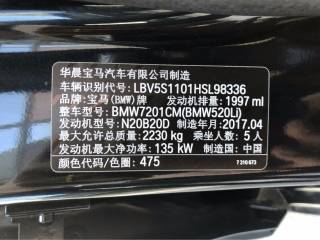 华晨宝马汽车有限公司制造
车辆识别代号: LBV5S1101HSL98336
品牌: 宝马(BMW)牌 发动机排量: 1997 ml
整车型号: BMW7201CM(BMW520Li)
发动机型号: N20B20D 制造年月: 2017.04
最大允许总质量: 2230 kg 乘坐人数: 5 人
发动机最大净功率: 135 kW 制造国: 中国
颜色代码/色圈: 475
7 310 673